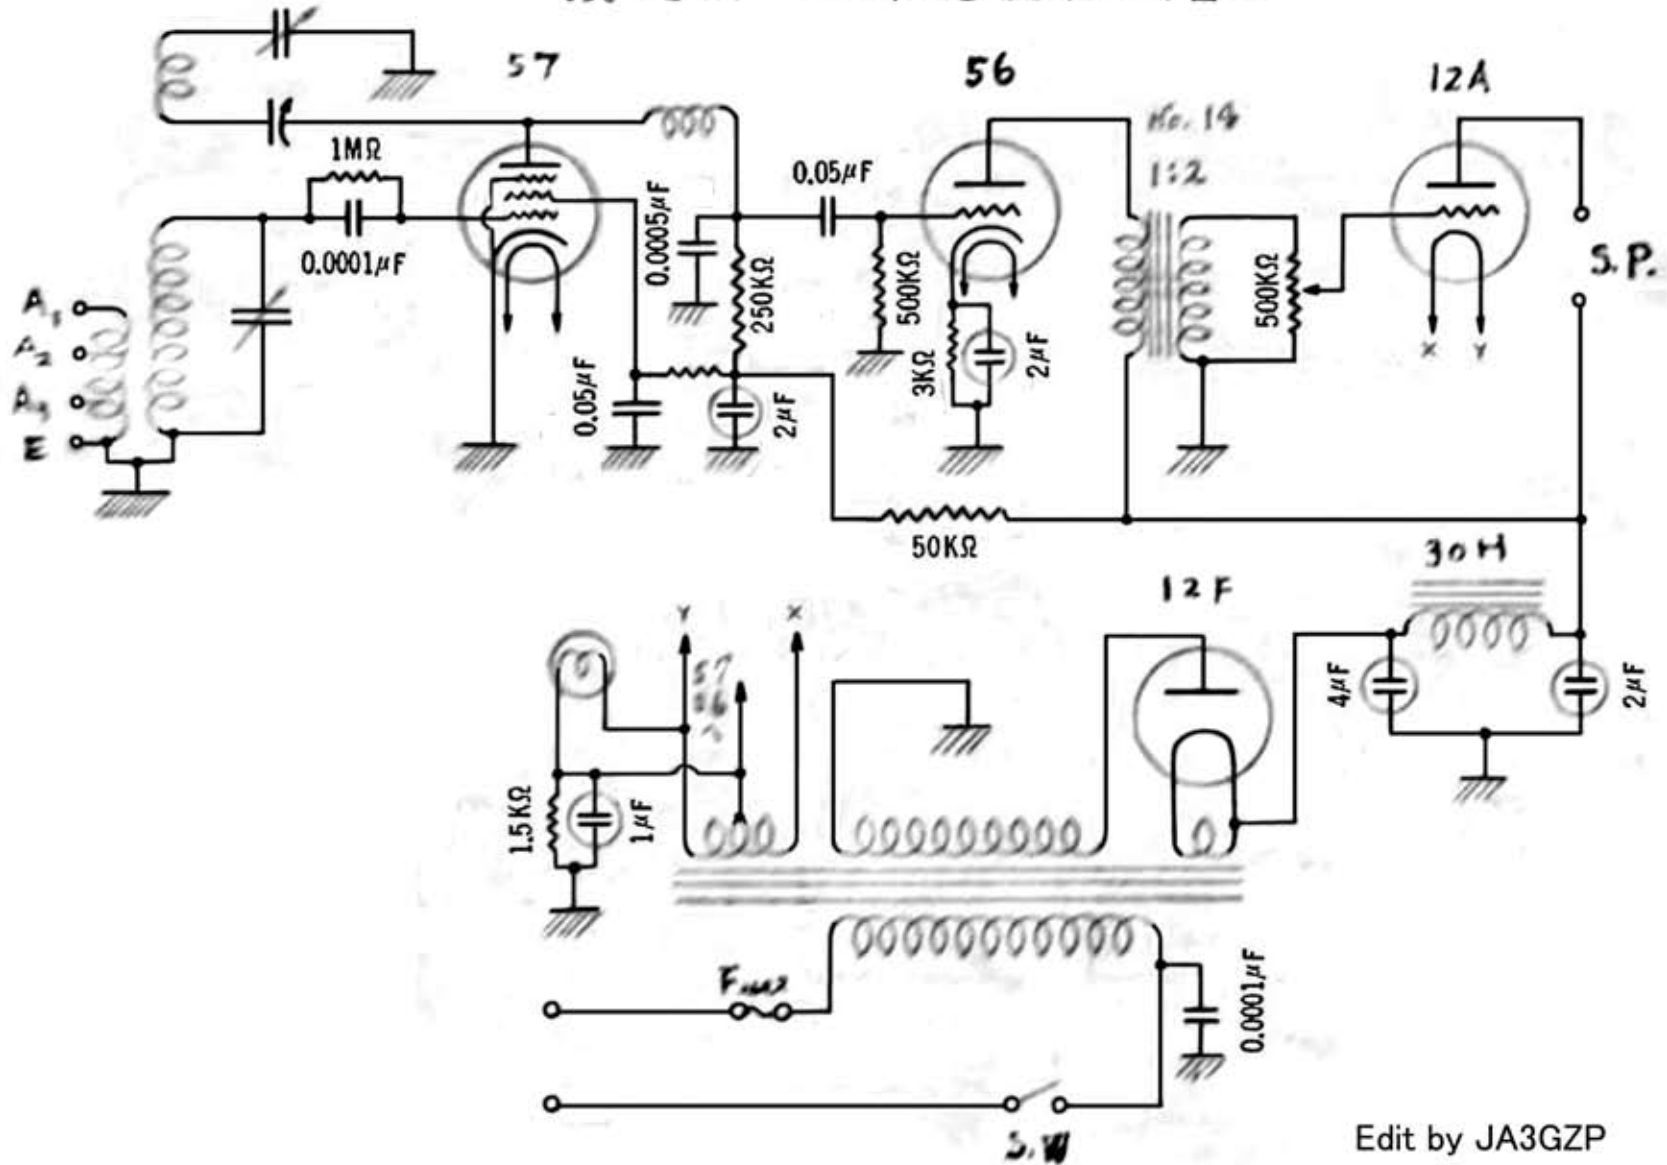 57
56
12A
No. 14
1:2
1MΩ
0.0001μF
0.0005μF
0.05μF
250KΩ
500KΩ
500KΩ
S.P.
A1
A2
A3
E
X Y
0.05μF
2μF
3KΩ
2μF
50KΩ
30H
12F
Y X
57
56
4μF
2μF
1.5KΩ
1μF
0.0001μF
S.W
Edit by JA3GZP